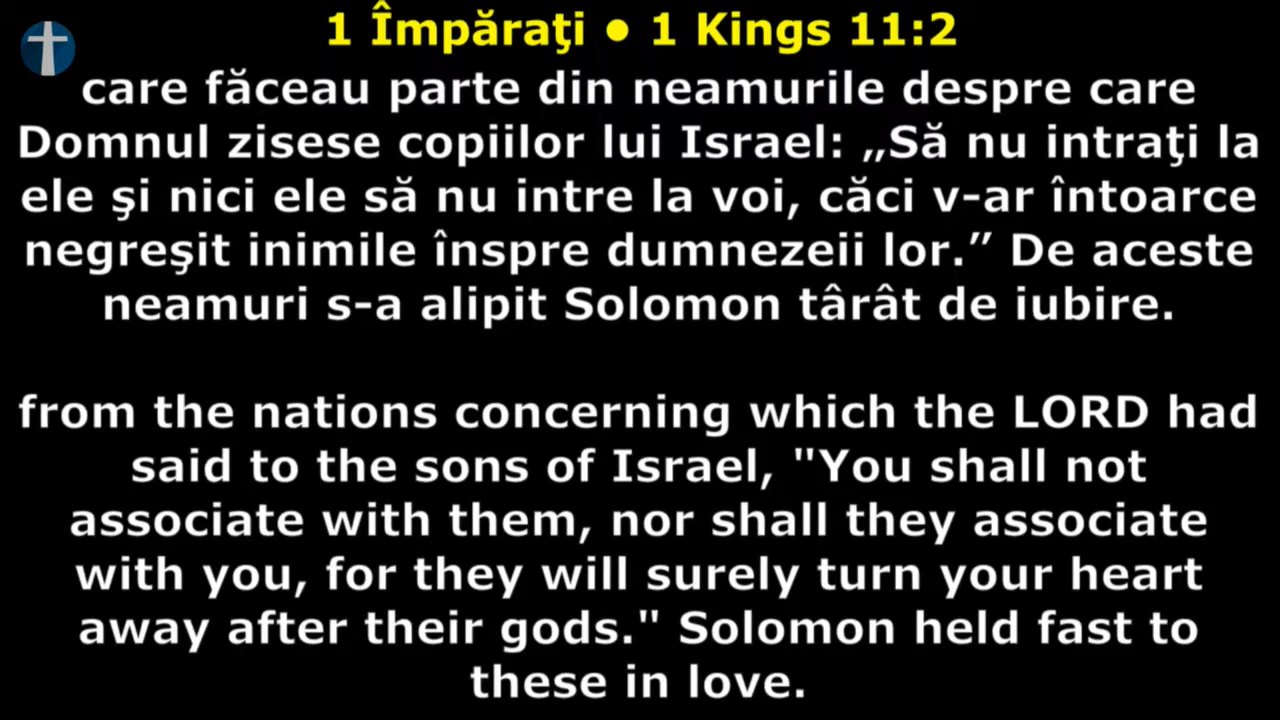 1 Împăraţi • 1 Kings 11:2
care făceau parte din neamurile despre care
Domnul zisese copiilor lui Israel: „Să nu intraţi la
ele şi nici ele să nu intre la voi, căci v-ar întoarce
negreşit inimile înspre dumnezeii lor.” De aceste
neamuri s-a alipit Solomon târât de iubire.
from the nations concerning which the LORD had
said to the sons of Israel, "You shall not
associate with them, nor shall they associate
with you, for they will surely turn your heart
away after their gods." Solomon held fast to
these in love.